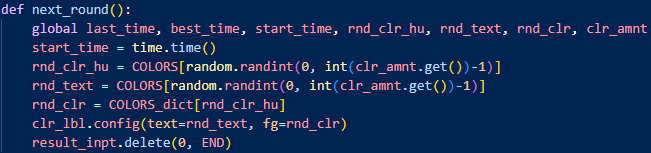 def next_round():
    global last_time, best_time, start_time, rnd_clr_hu, rnd_text, rnd_clr, clr_amnt
    start_time = time.time()
    rnd_clr_hu = COLORS[random.randint(0, int(clr_amnt.get())-1)]
    rnd_text = COLORS[random.randint(0, int(clr_amnt.get())-1)]
    rnd_clr = COLORS_dict[rnd_clr_hu]
    clr_lbl.config(text=rnd_text, fg=rnd_clr)
    result_inpt.delete(0, END)